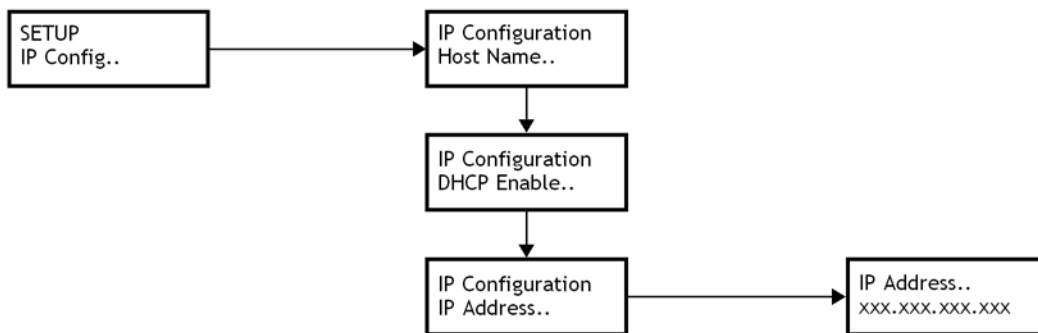 SETUP
IP Config..
IP Configuration
Host Name..
IP Configuration
DHCP Enable..
IP Configuration
IP Address..
IP Address..
xxx.xxx.xxx.xxx